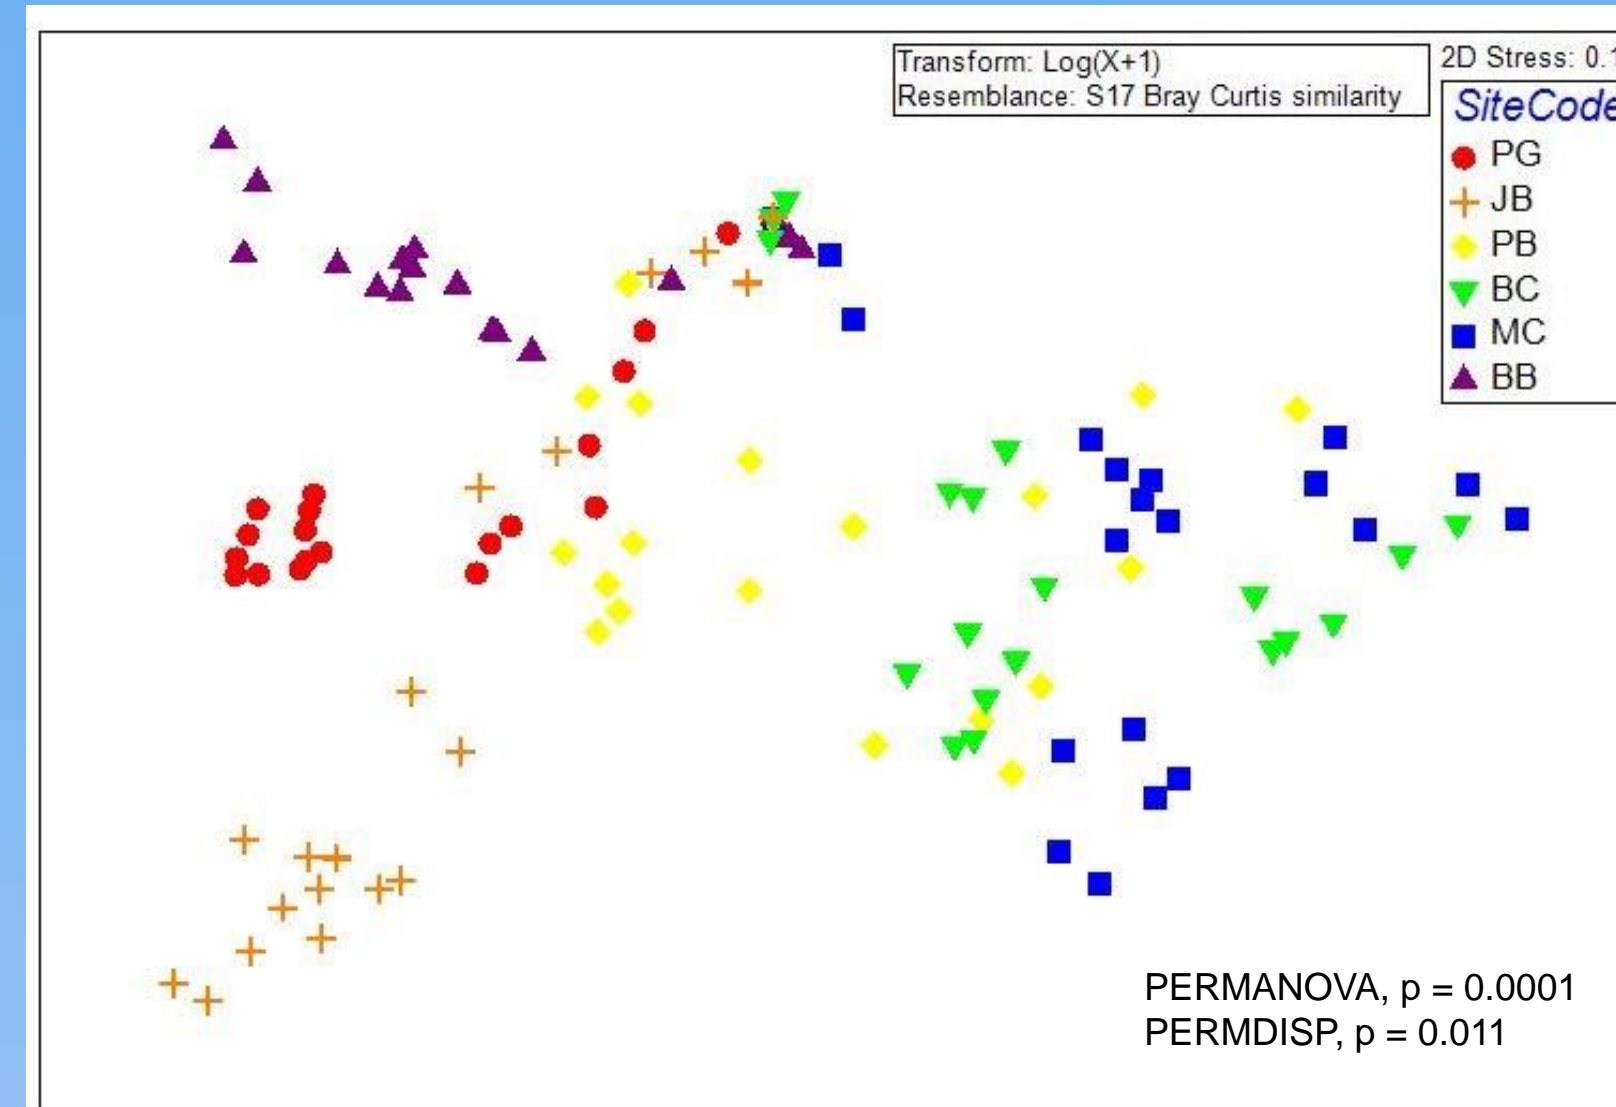 Transform: Log(X+1)
Resemblance: S17 Bray Curtis similarity
2D Stress: 0.1
SiteCode
PG
JB
PB
BC
MC
BB
PERMANOVA, p = 0.0001
PERMDISP, p = 0.011